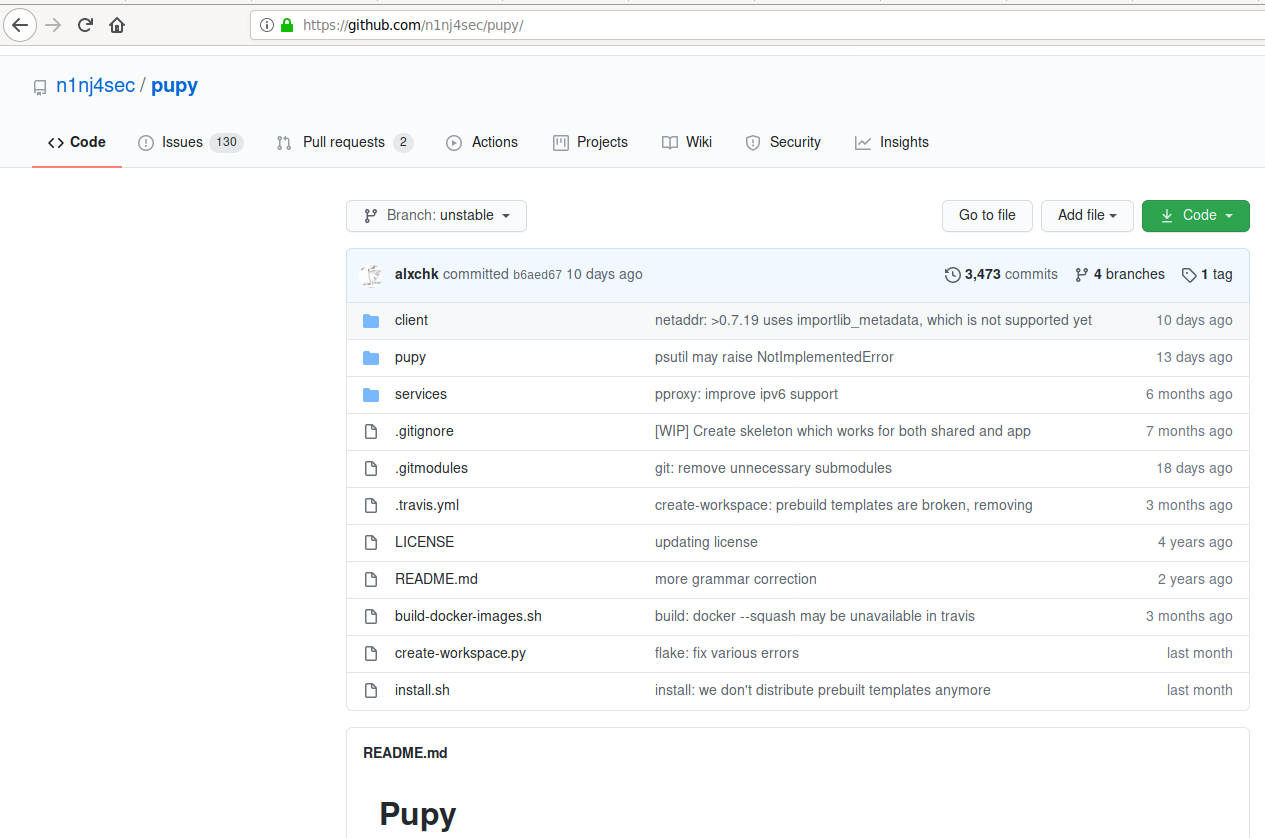 https://github.com/n1nj4sec/pupy/
n1nj4sec / pupy
Code Issues 130 Pull requests 2 Actions Projects Wiki Security Insights
Branch: unstable Go to file Add file Code
alxchk committed b6aed67 10 days ago 3,473 commits 4 branches 1 tag
client netaddr: >0.7.19 uses importlib_metadata, which is not supported yet 10 days ago
pupy psutil may raise NotImplementedError 13 days ago
services pproxy: improve ipv6 support 6 months ago
.gitignore [WIP] Create skeleton which works for both shared and app 7 months ago
.gitmodules git: remove unnecessary submodules 18 days ago
.travis.yml create-workspace: prebuild templates are broken, removing 3 months ago
LICENSE updating license 4 years ago
README.md more grammar correction 2 years ago
build-docker-images.sh build: docker --squash may be unavailable in travis 3 months ago
create-workspace.py flake: fix various errors last month
install.sh install: we don't distribute prebuilt templates anymore last month
README.md
Pupy